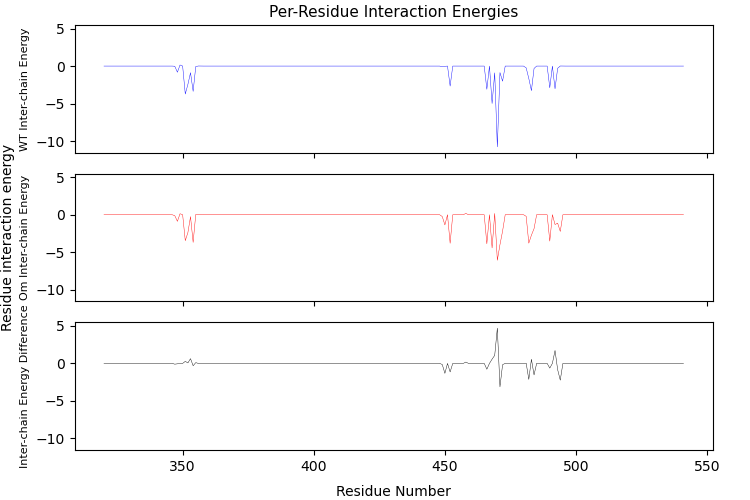 Per-Residue Interaction Energies
Residue interaction energy
WT Inter-chain Energy
5
0
−5
−10
Om Inter-chain Energy
5
0
−5
−10
Inter-chain Energy Difference
5
0
−5
−10
350
400
450
500
550
Residue Number